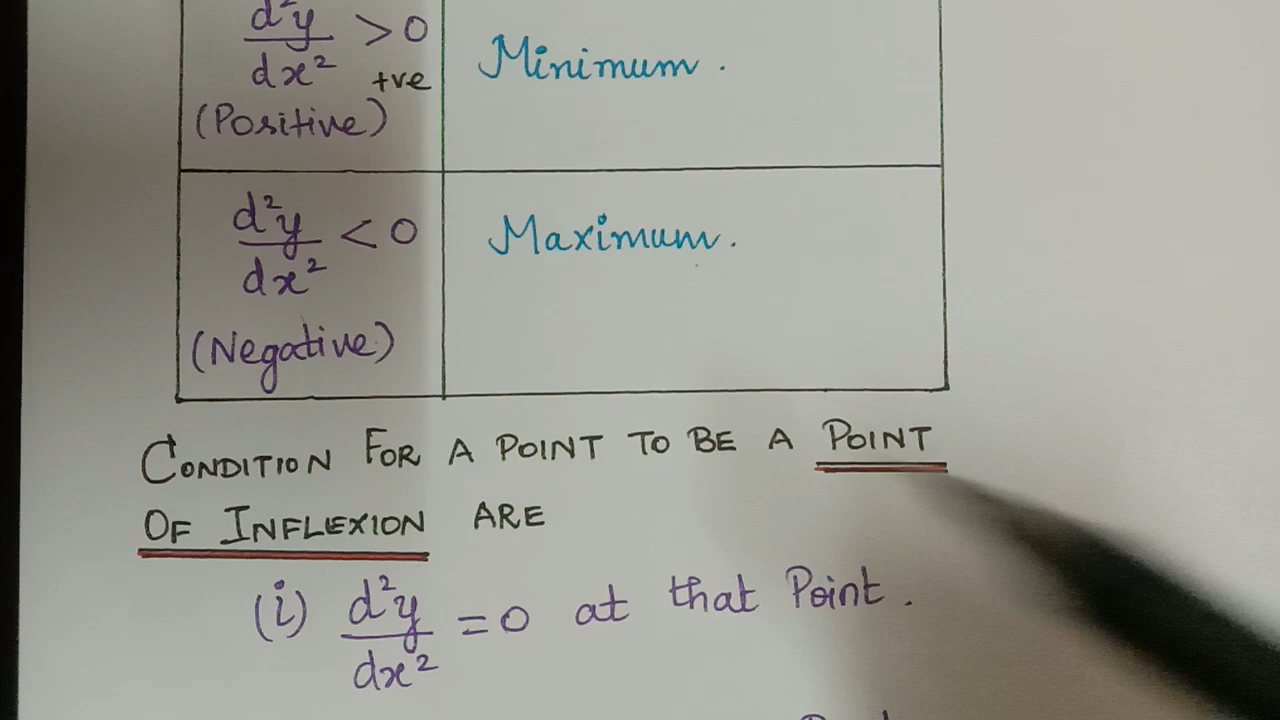 d²y/dx² > 0 +ve
(Positive)
Minimum.
d²y/dx² < 0
(Negative)
Maximum.
CONDITION FOR A POINT TO BE A POINT
OF INFLEXION ARE
(i) d²y/dx² = 0 at that Point.